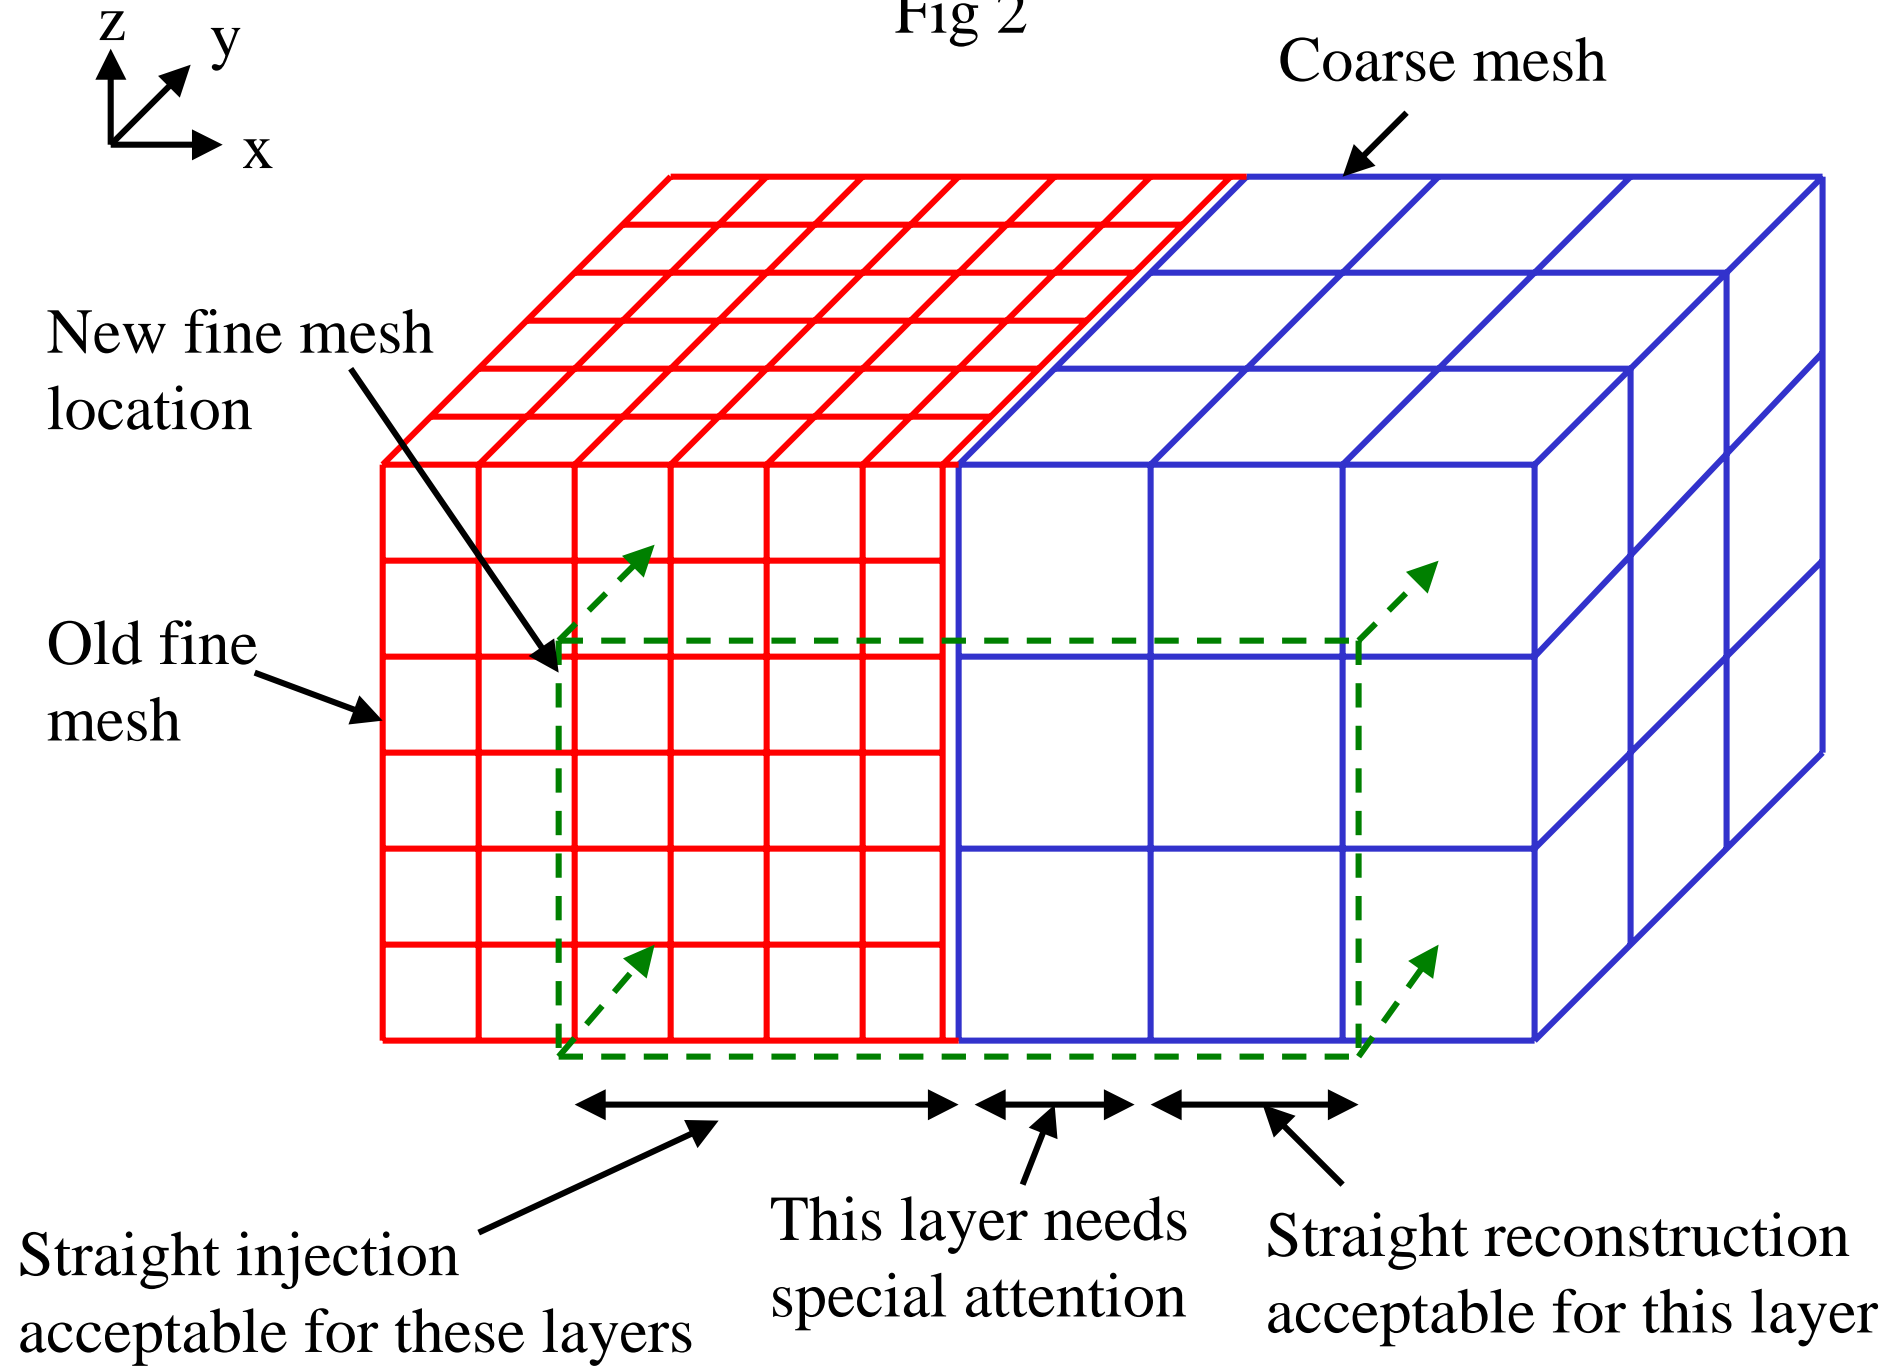 Fig 2
z
y
x
Coarse mesh
New fine mesh
location
Old fine
mesh
Straight injection
acceptable for these layers
This layer needs
special attention
Straight reconstruction
acceptable for this layer